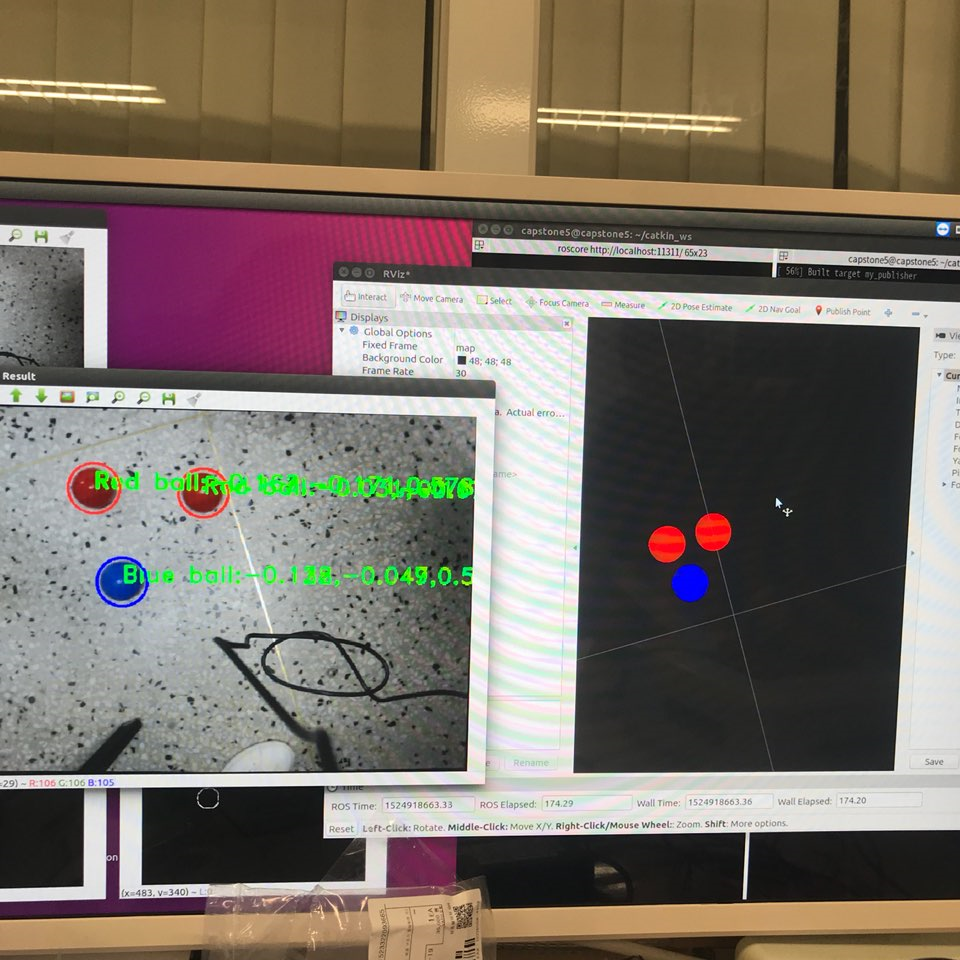 capstone5@capstone5: ~/catkin_ws
roscore http://localhost:11311/ 65x23
capstone5@capstone5: ~/cat
[ 56%] Built target my_publisher
RViz*
Interact Move Camera Select Focus Camera Measure 2D Pose Estimate 2D Nav Goal Publish Point
Displays
Global Options
Fixed Frame map
Background Color 48; 48; 48
Frame Rate 30
a. Actual erro...
ame>
Type:
Result
Red ball:
Blue ball:-0.1
,-0.04
,0.5
=29) ~ R:106 G:106 B:105
Rename
Save
Time
ROS Time: 1524918663.33 ROS Elapsed: 174.29 Wall Time: 1524918663.36 Wall Elapsed: 174.20
Reset Left-Click: Rotate. Middle-Click: Move X/Y. Right-Click/Mouse Wheel: Zoom. Shift: More options.
on
(x=483, y=340) ~ L:0